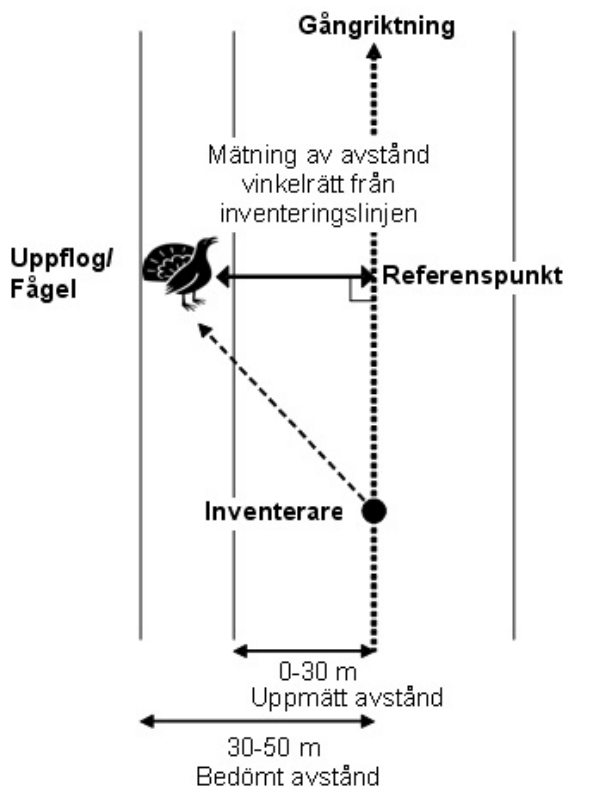 Gångriktning
Mätning av avstånd
vinkelrätt från
inventeringslinjen
Uppflog/
Fågel
Referenspunkt
Inventerare
0-30 m
Uppmätt avstånd
30-50 m
Bedömt avstånd